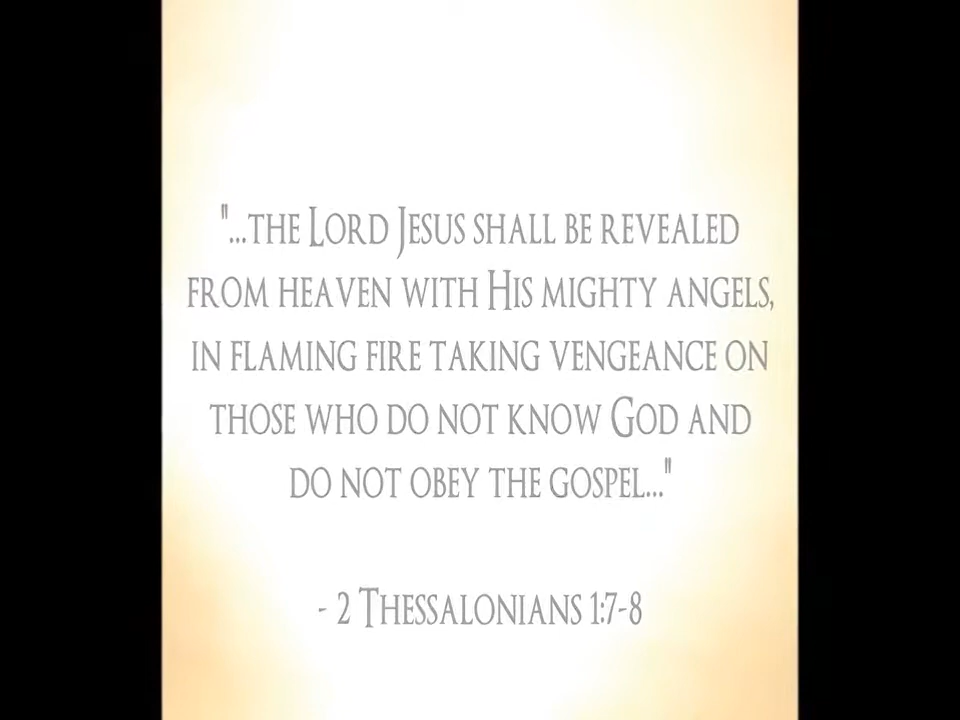 "...the Lord Jesus shall be revealed
from heaven with His mighty angels,
in flaming fire taking vengeance on
those who do not know God and
do not obey the gospel..."
- 2 Thessalonians 1:7-8